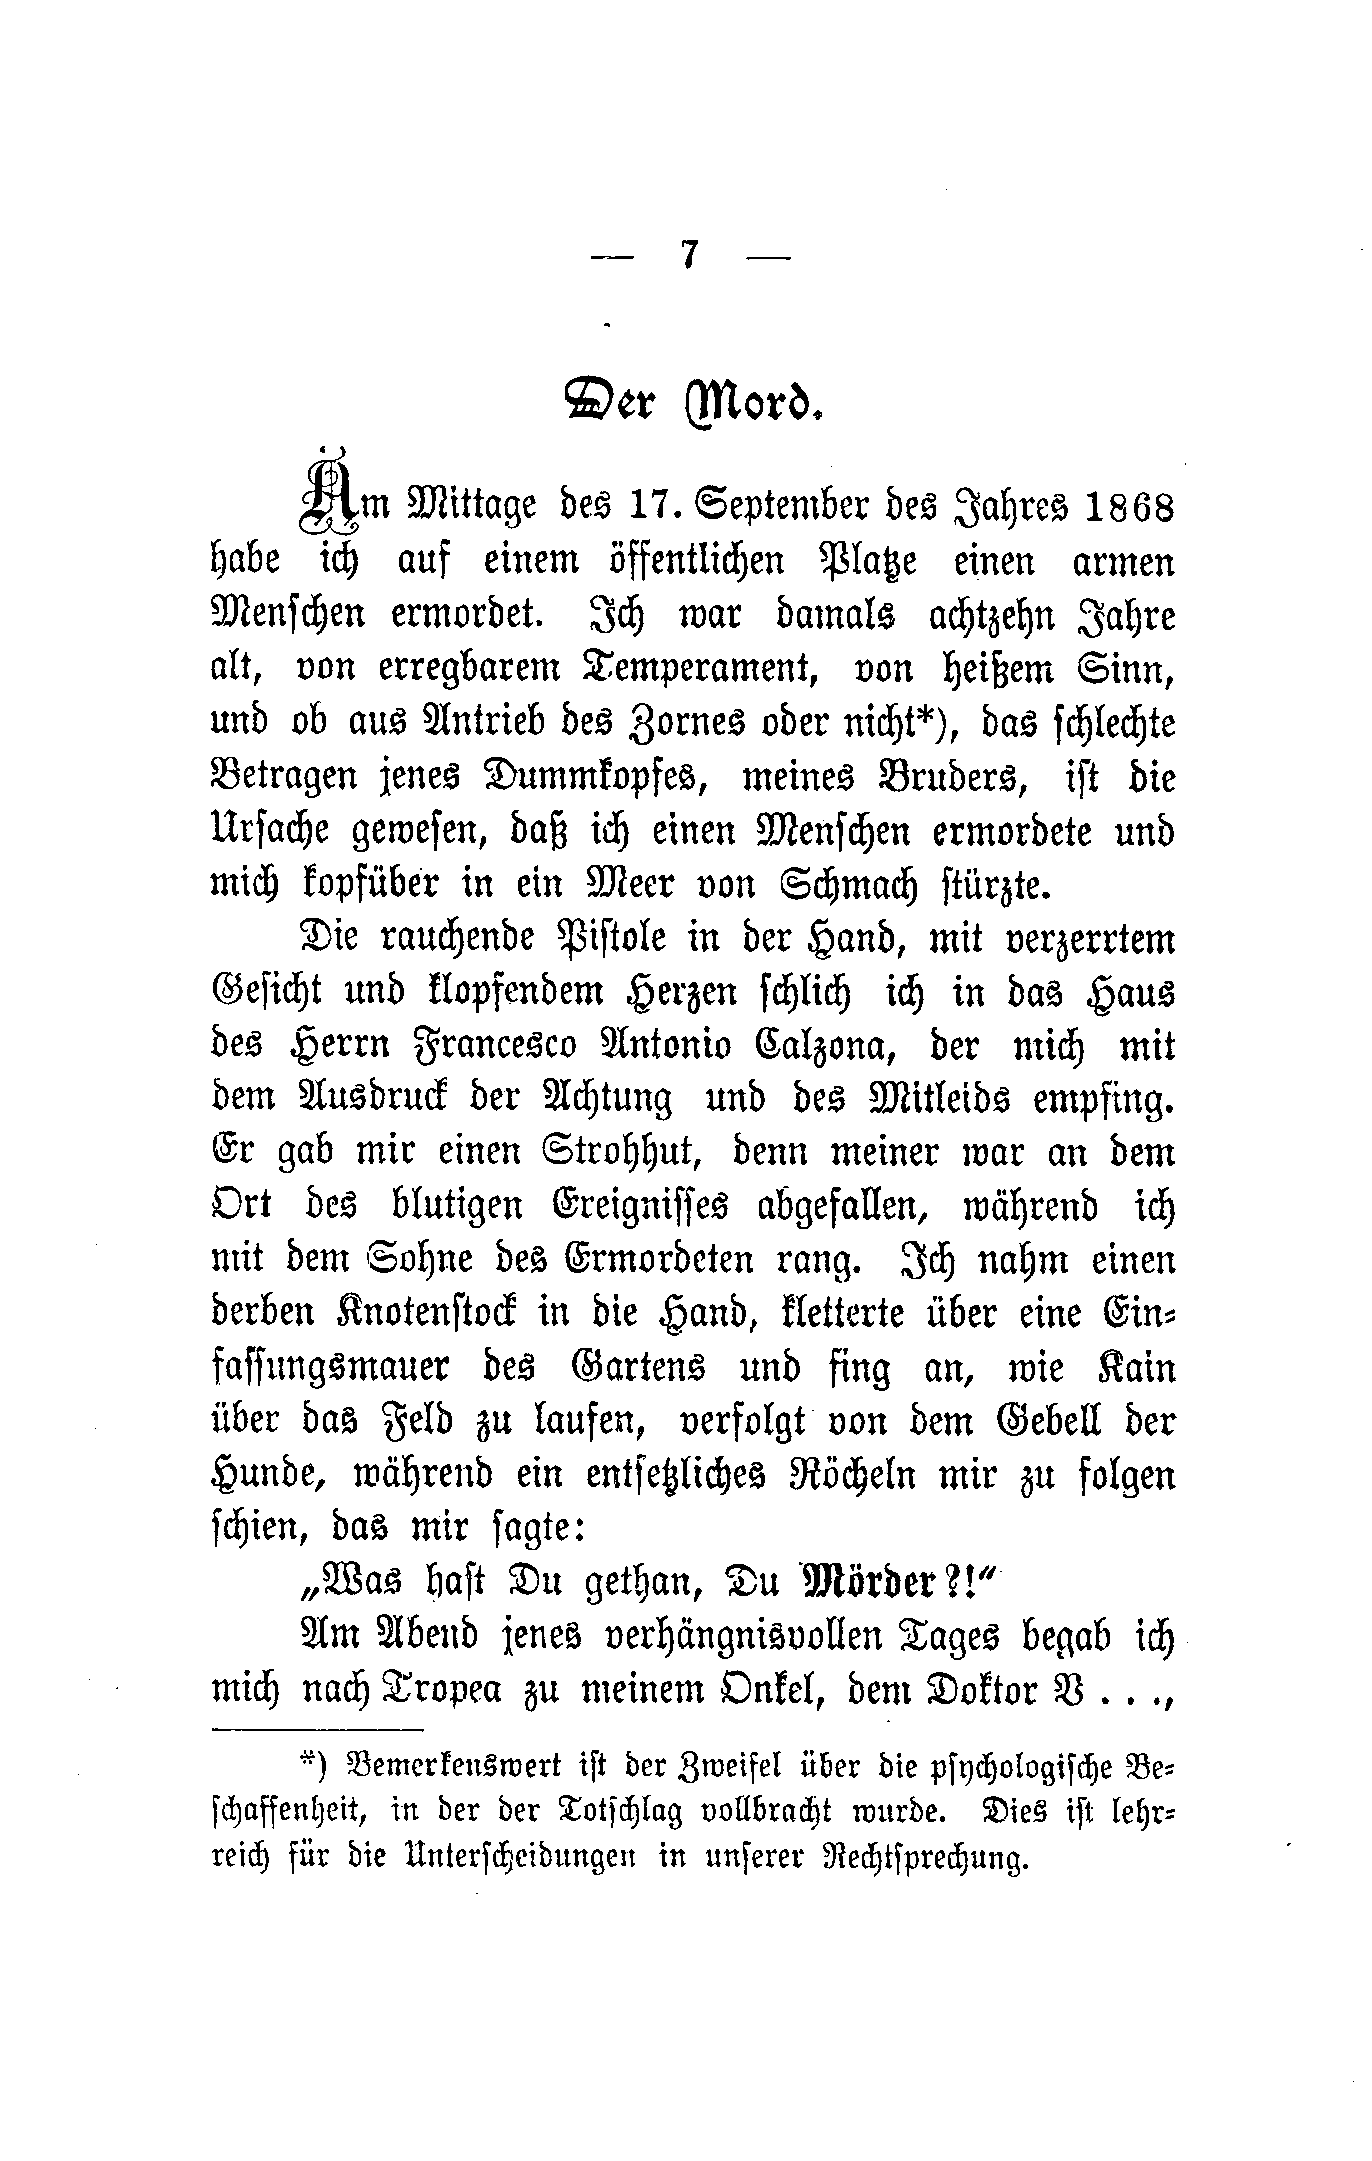 — 7 —
Der Mord.
Am Mittage des 17. September des Jahres 1868
habe ich auf einem öffentlichen Platze einen armen
Menschen ermordet. Ich war damals achtzehn Jahre
alt, von erregbarem Temperament, von heißem Sinn,
und ob aus Antrieb des Zornes oder nicht*), das schlechte
Betragen jenes Dummkopfes, meines Bruders, ist die
Ursache gewesen, daß ich einen Menschen ermordete und
mich kopfüber in ein Meer von Schmach stürzte.
Die rauchende Pistole in der Hand, mit verzerrtem
Gesicht und klopfendem Herzen schlich ich in das Haus
des Herrn Francesco Antonio Calzona, der mich mit
dem Ausdruck der Achtung und des Mitleids empfing.
Er gab mir einen Strohhut, denn meiner war an dem
Ort des blutigen Ereignisses abgefallen, während ich
mit dem Sohne des Ermordeten rang. Ich nahm einen
derben Knotenstock in die Hand, kletterte über eine Ein-
fassungsmauer des Gartens und fing an, wie Kain
über das Feld zu laufen, verfolgt von dem Gebell der
Hunde, während ein entsetzliches Röcheln mir zu folgen
schien, das mir sagte:
„Was hast Du gethan, Du Mörder?!“
Am Abend jenes verhängnisvollen Tages begab ich
mich nach Tropea zu meinem Onkel, dem Doktor V . . .,
*) Bemerkenswert ist der Zweifel über die psychologische Be-
schaffenheit, in der der Totschlag vollbracht wurde. Dies ist lehr-
reich für die Unterscheidungen in unserer Rechtsprechung.